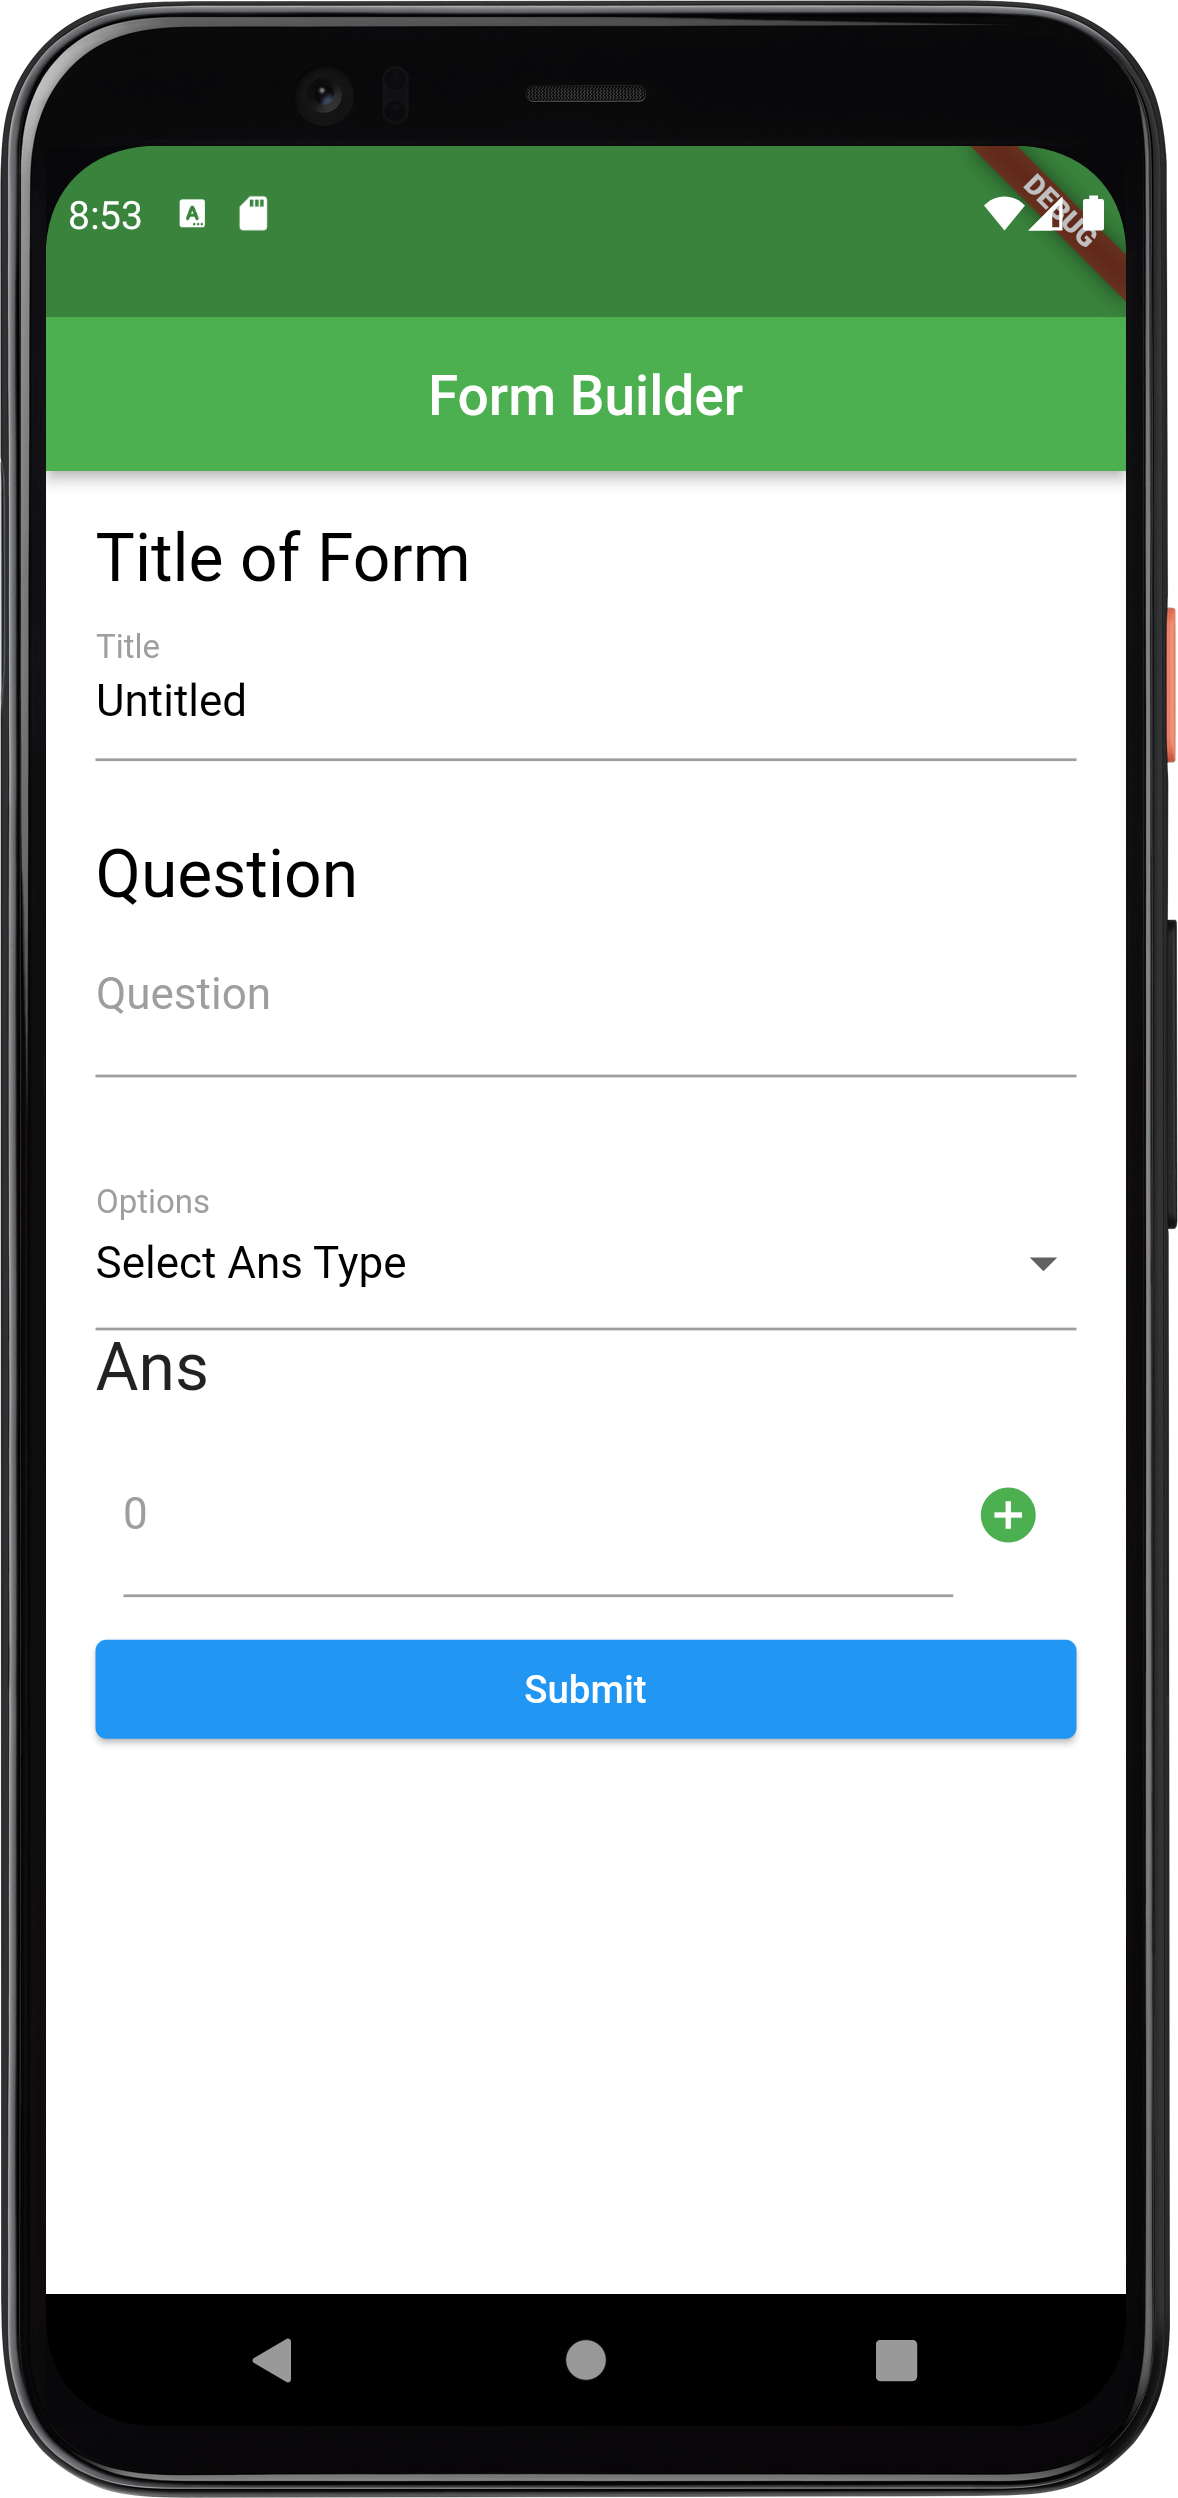 8:53
DEBUG
Form Builder
Title of Form
Title
Untitled
Question
Question
Options
Select Ans Type
Ans
0
Submit